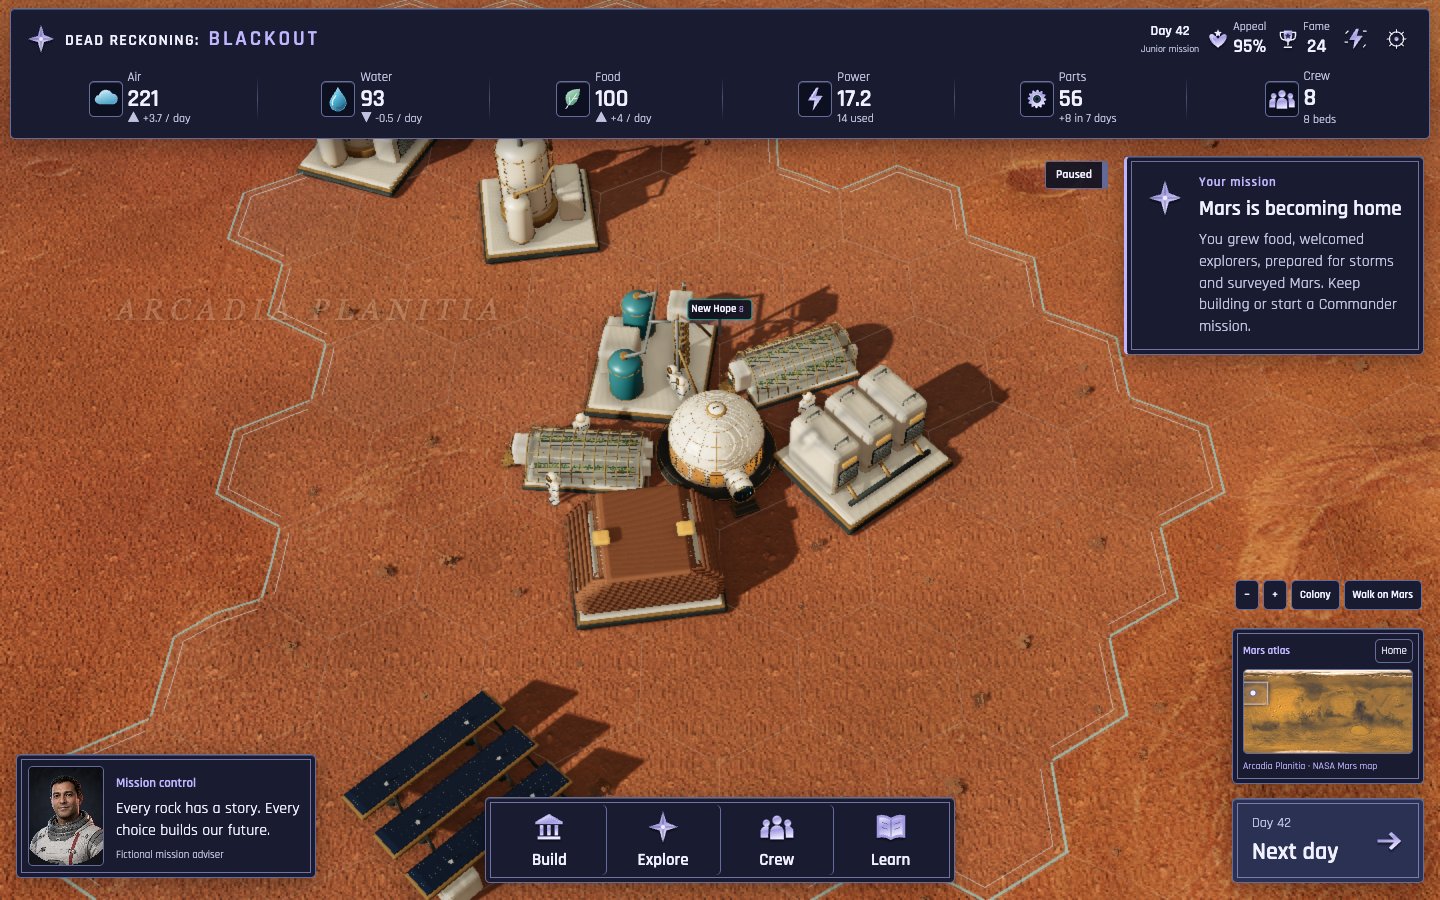 DEAD RECKONING: BLACKOUT
Day 42
Junior mission
Appeal
95%
Fame
24
Air
221
+3.7 / day
Water
93
-0.5 / day
Food
100
+4 / day
Power
17.2
14 used
Parts
56
+8 in 7 days
Crew
8
8 beds
Paused
Your mission
Mars is becoming home
You grew food, welcomed
explorers, prepared for storms
and surveyed Mars. Keep
building or start a Commander
mission.
ARCADIA PLANITIA
New Hope 8
− + Colony Walk on Mars
Mars atlas
Home
Arcadia Planitia · NASA Mars map
Mission control
Every rock has a story. Every
choice builds our future.
Fictional mission adviser
Build
Explore
Crew
Learn
Day 42
Next day